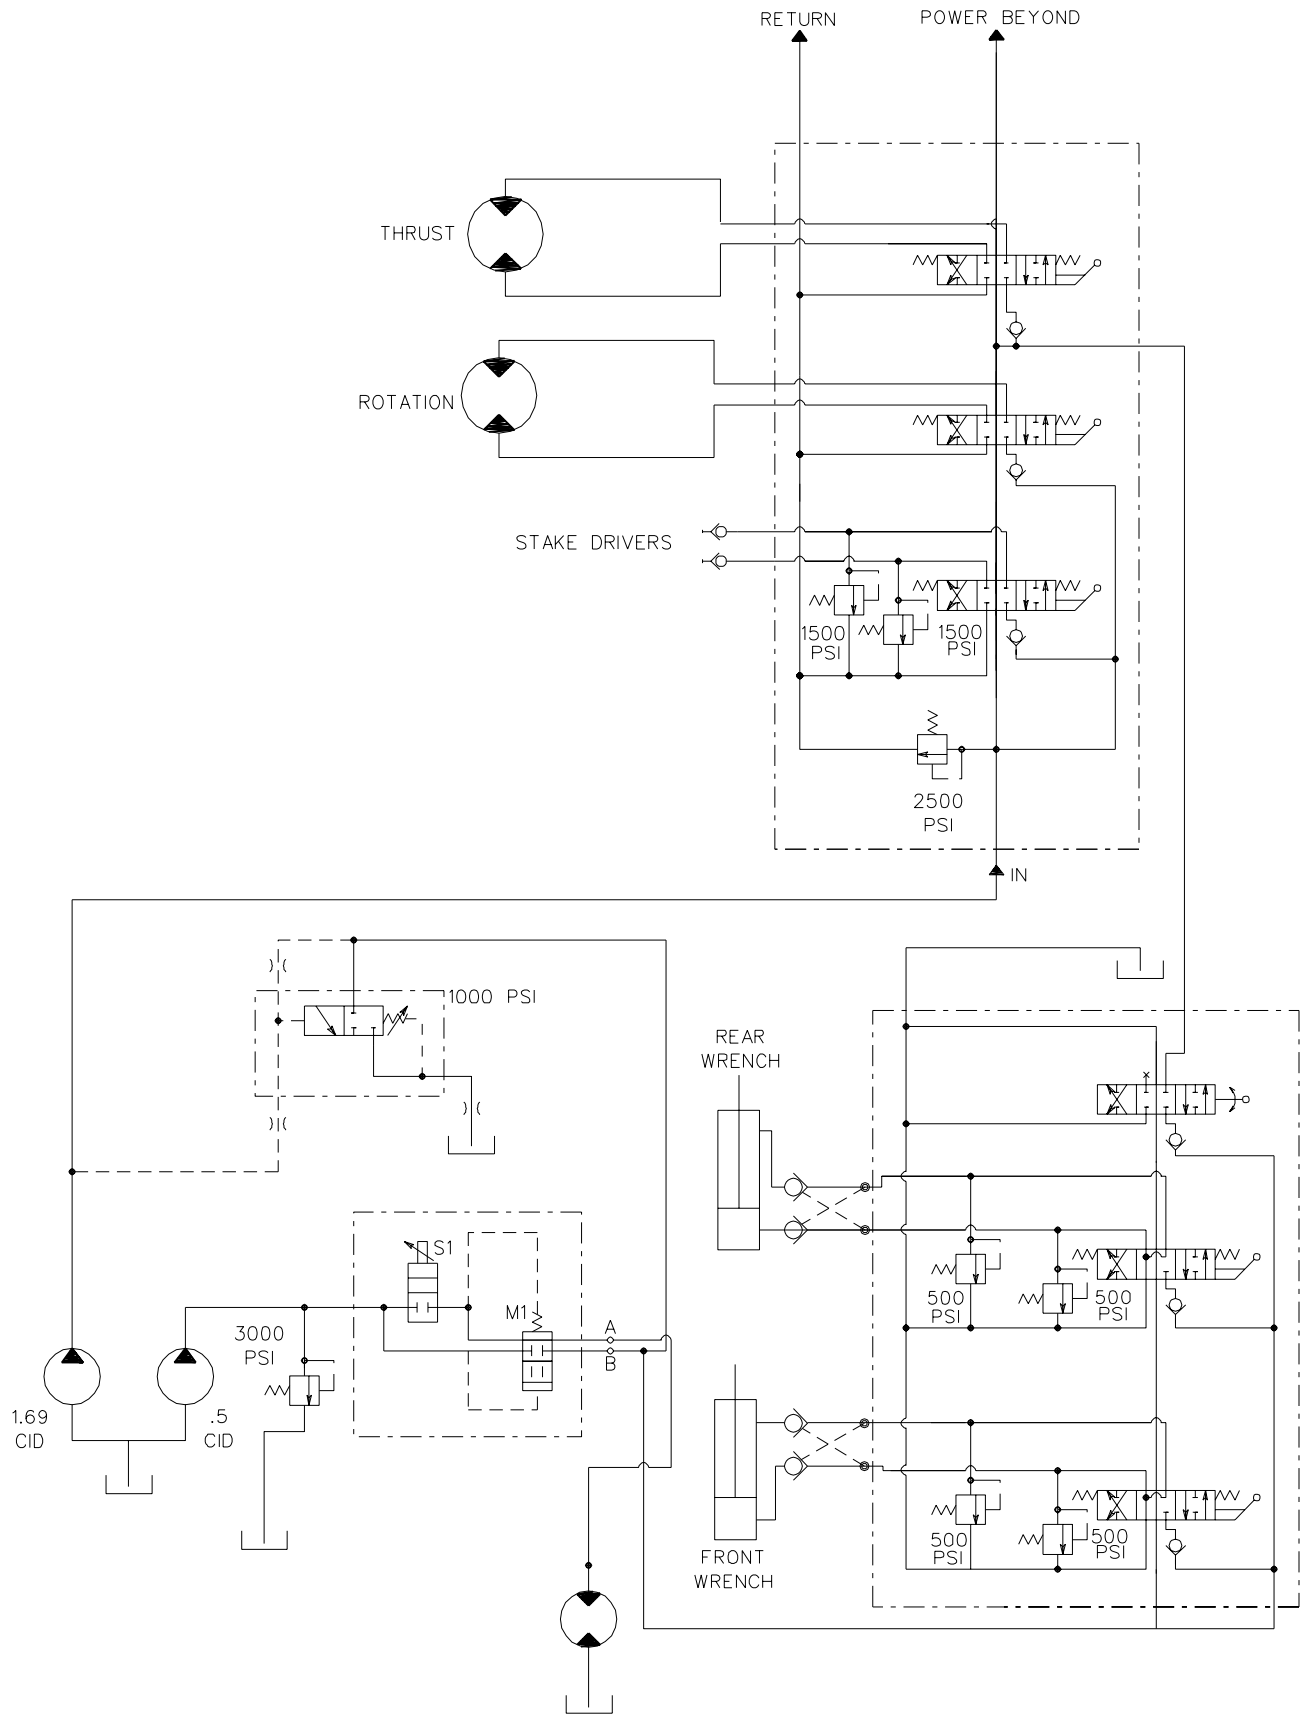 RETURN
POWER BEYOND
THRUST
ROTATION
STAKE DRIVERS
1500
PSI
1500
PSI
2500
PSI
IN
1000 PSI
REAR
WRENCH
x
S1
M1
A
B
3000
PSI
500
PSI
500
PSI
1.69
CID
.5
CID
500
PSI
500
PSI
FRONT
WRENCH